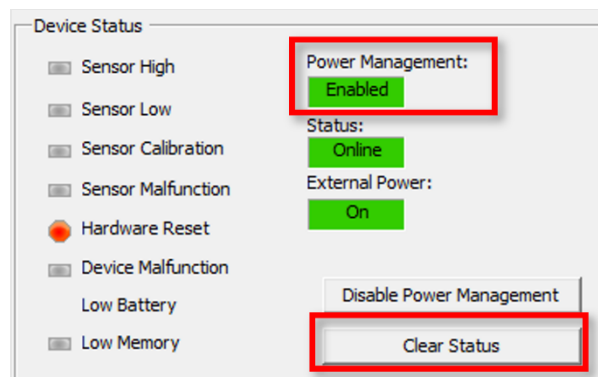 Device Status
Sensor High
Sensor Low
Sensor Calibration
Sensor Malfunction
Hardware Reset
Device Malfunction
Low Battery
Low Memory
Power Management:
Enabled
Status:
Online
External Power:
On
Disable Power Management
Clear Status